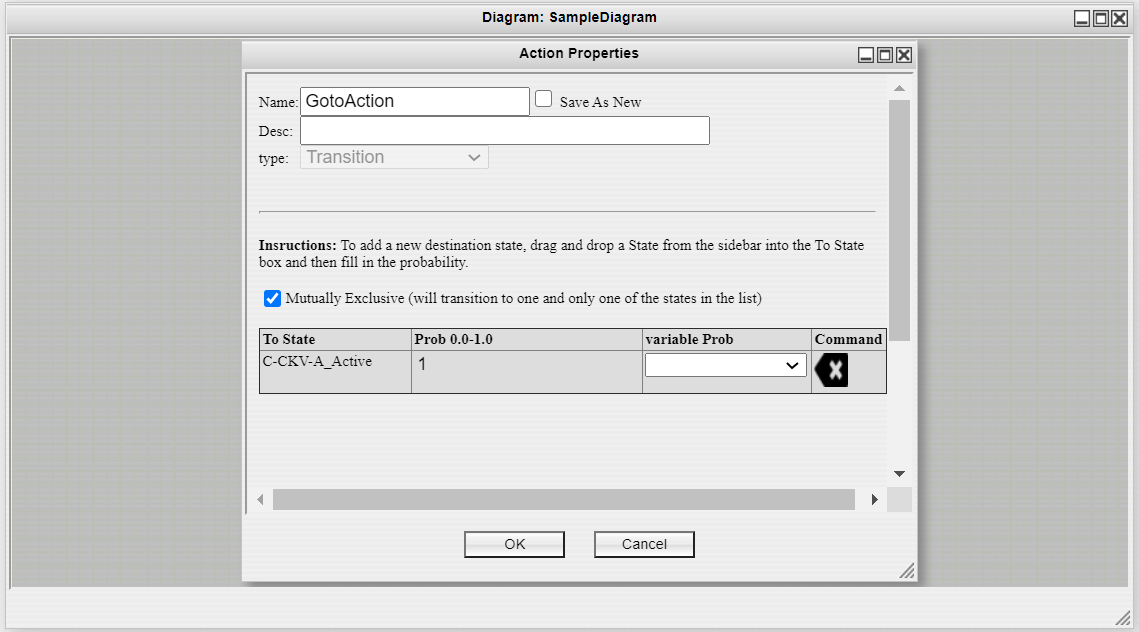 Diagram: SampleDiagram
Action Properties
Name: GotoAction Save As New
Desc:
type: Transition
Insructions: To add a new destination state, drag and drop a State from the sidebar into the To State
box and then fill in the probability.
Mutually Exclusive (will transition to one and only one of the states in the list)
To State Prob 0.0-1.0 variable Prob Command
C-CKV-A_Active 1
OK Cancel